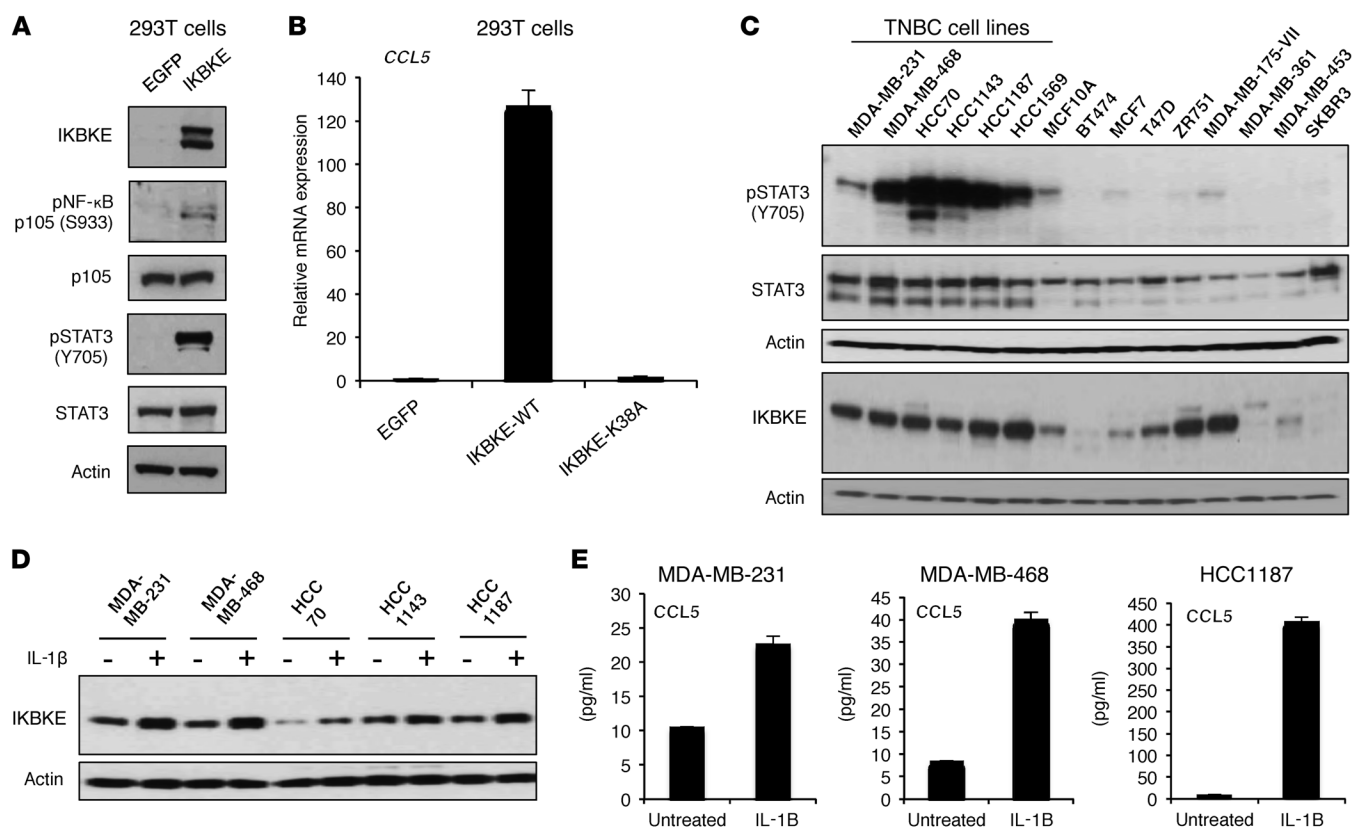 A
293T cells
EGFP
IKBKE
IKBKE
pNF-κB
p105 (S933)
p105
pSTAT3
(Y705)
STAT3
Actin
B
293T cells
CCL5
Relative mRNA expression
140
120
100
80
60
40
20
0
EGFP
IKBKE-WT
IKBKE-K38A
C
TNBC cell lines
MDA-MB-231
MDA-MB-468
HCC70
HCC1143
HCC1187
HCC1569
MCF10A
BT474
MCF7
T47D
ZR751
MDA-MB-175-VII
MDA-MB-361
MDA-MB-453
SKBR3
pSTAT3
(Y705)
STAT3
Actin
IKBKE
Actin
D
MDA-
MB-231
MDA-
MB-468
HCC
70
HCC
1143
HCC
1187
IL-1β - + - + - + - + - +
IKBKE
Actin
E
MDA-MB-231
CCL5
(pg/ml)
30
25
20
15
10
5
0
Untreated IL-1B
MDA-MB-468
CCL5
(pg/ml)
45
40
35
30
25
20
15
10
5
0
Untreated IL-1B
HCC1187
CCL5
(pg/ml)
450
400
350
300
250
200
150
100
50
0
Untreated IL-1B